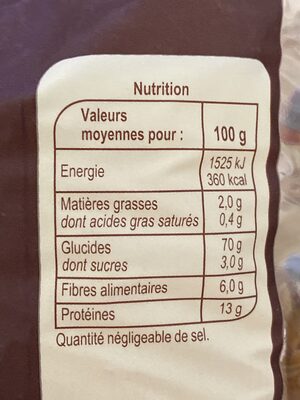 Nutrition
Valeurs
moyennes pour : 100 g
Energie 1525 kJ
360 kcal
Matières grasses 2,0 g
dont acides gras saturés 0,4 g
Glucides 70 g
dont sucres 3,0 g
Fibres alimentaires 6,0 g
Protéines 13 g
Quantité négligeable de sel.